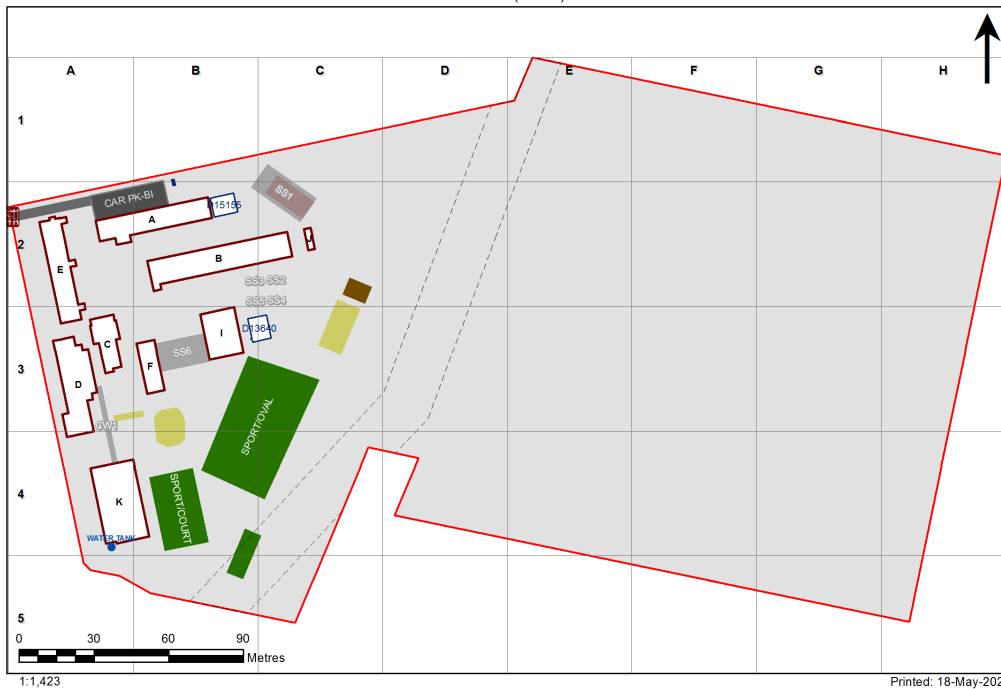 A B C D E F G H
1
SS1
CAR PK-BI
A
2
J
B
E
SS3 SS2
SS5 SS4
D13640
I
C
SS6
3
F
D
SPORT/OVAL
GW1
4
SPORT/COURT
K
WATER TANK
5
0 30 60 90
Metres
1:1,423
Printed: 18-May-202